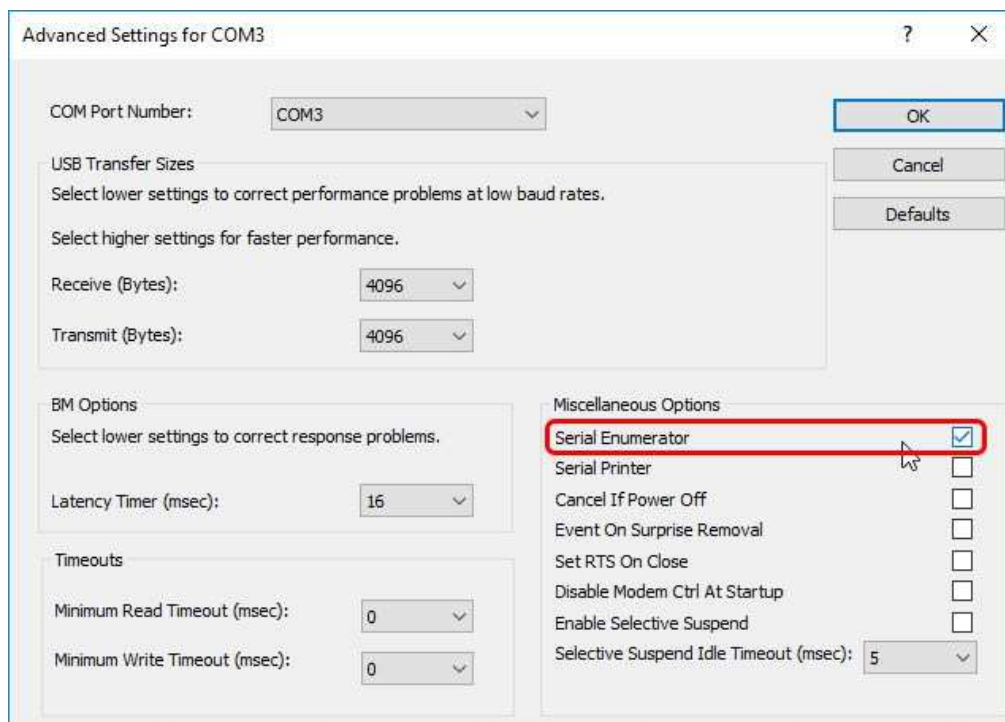 Advanced Settings for COM3
?
COM Port Number:
COM3
OK
Cancel
Defaults
USB Transfer Sizes
Select lower settings to correct performance problems at low baud rates.
Select higher settings for faster performance.
Receive (Bytes):
4096
Transmit (Bytes):
4096
BM Options
Select lower settings to correct response problems.
Latency Timer (msec):
16
Timeouts
Minimum Read Timeout (msec):
0
Minimum Write Timeout (msec):
0
Miscellaneous Options
Serial Enumerator
Serial Printer
Cancel If Power Off
Event On Surprise Removal
Set RTS On Close
Disable Modem Ctrl At Startup
Enable Selective Suspend
Selective Suspend Idle Timeout (msec):
5